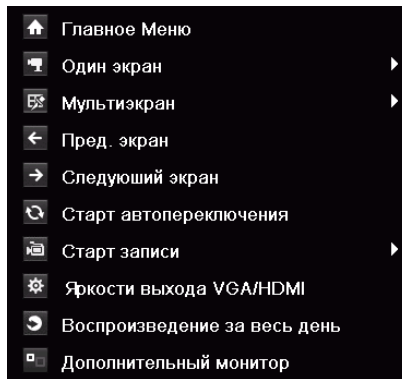 Главное Меню
Один экран
Мультиэкран
Пред. экран
Следуюший экран
Старт автопереключения
Старт записи
Яркости выхода VGA/HDMI
Воспроизведение за весь день
Дополнительный монитор